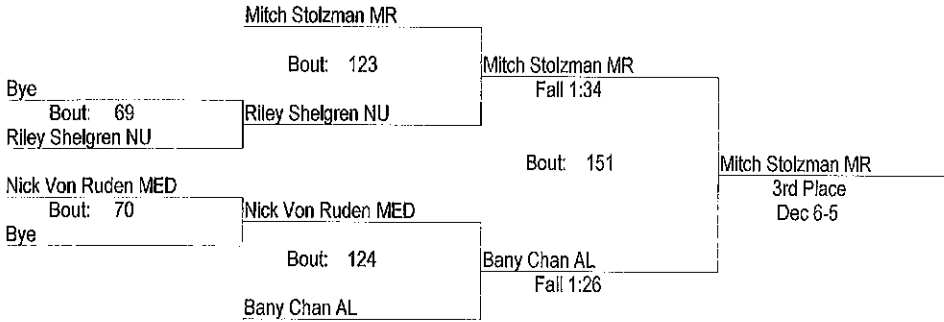 Mitch Stolzman MR
Bout: 123
Mitch Stolzman MR
Fall 1:34
Bye
Bout: 69
Riley Shelgren NU
Riley Shelgren NU
Bout: 151
Mitch Stolzman MR
3rd Place
Dec 6-5
Nick Von Ruden MED
Bout: 70
Nick Von Ruden MED
Bye
Bout: 124
Bany Chan AL
Fall 1:26
Bany Chan AL